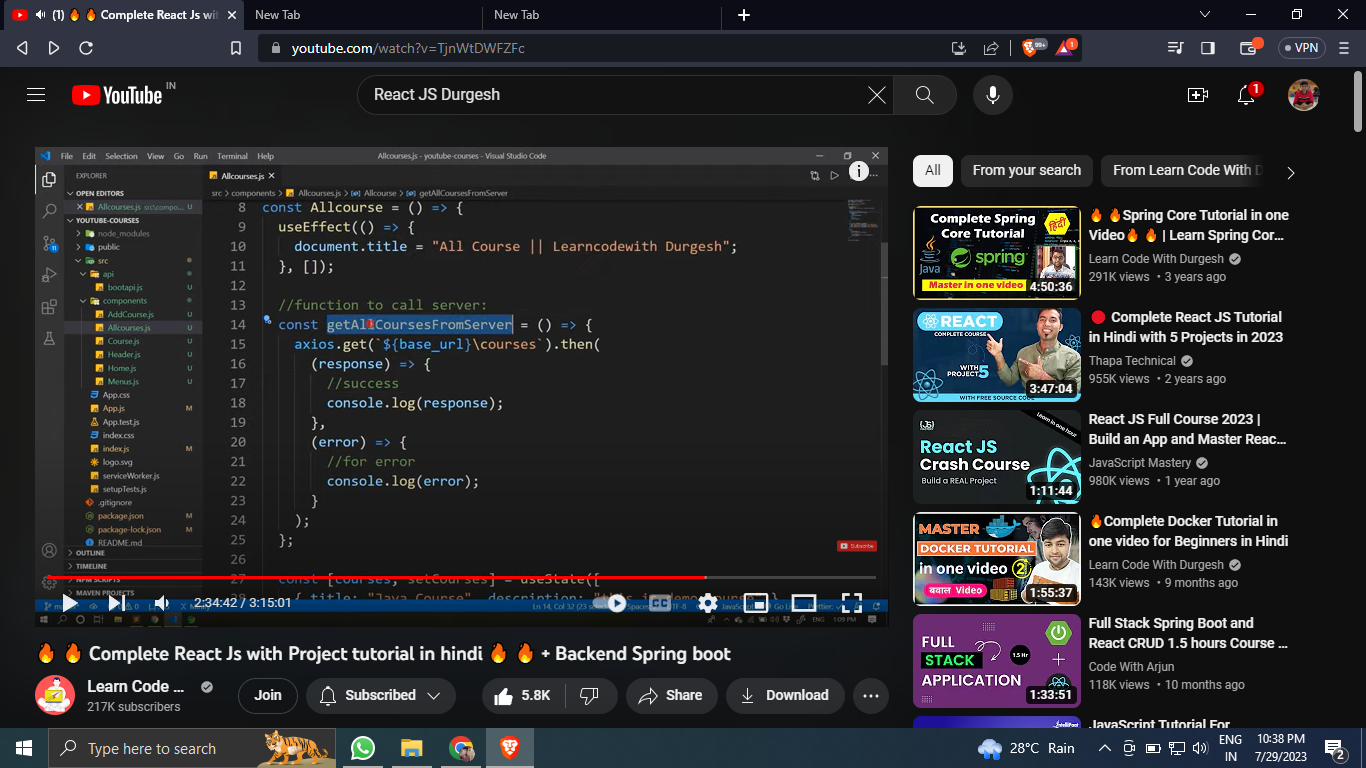 (1) 🔥 🔥 Complete React Js wit
New Tab
New Tab
youtube.com/watch?v=TjnWtDWFZFc
99+
1
VPN
YouTube IN
React JS Durgesh
1
File Edit Selection View Go Run Terminal Help
Allcourses.js - youtube-courses - Visual Studio Code
EXPLORER
OPEN EDITORS
Allcourses.js src\compo...
YOUTUBE-COURSES
node_modules
public
src
api
bootapi.js U
components
AddCourse.js U
Allcourses.js U
Course.js U
Header.js U
Home.js U
Menus.js U
App.css
App.js M
App.test.js
index.css
index.js M
logo.svg
serviceWorker.js
setupTests.js
.gitignore
package.json M
package-lock.json M
README.md
OUTLINE
TIMELINE
NPM SCRIPTS
MAVEN PROJECTS
11
Allcourses.js
src > components > Allcourses.js > Allcourse > getAllCoursesFromServer
8 const Allcourse = () => {
9 useEffect(() => {
10 document.title = "All Course || Learncodewith Durgesh";
11 }, []);
12
13 //function to call server:
14 const getAllCoursesFromServer = () => {
15 axios.get(`${base_url}\courses`).then(
16 (response) => {
17 //success
18 console.log(response);
19 },
20 (error) => {
21 //for error
22 console.log(error);
23 }
24 );
25 };
26
27 const [courses, setCourses] = useState([
Subscribe
2:34:42 / 3:15:01
ENG 1:09 PM
🔥 🔥 Complete React Js with Project tutorial in hindi 🔥 🔥 + Backend Spring boot
Learn Code ...
217K subscribers
Join
Subscribed
5.8K
Share
Download
All
From your search
From Learn Code With D
Complete Spring
Core Tutorial हिंदी
Java spring
Master in one video
4:50:36
🔥 🔥Spring Core Tutorial in one
Video🔥 🔥 | Learn Spring Cor...
Learn Code With Durgesh
291K views • 3 years ago
REACT
COMPLETE COURSE
WITH
PROJECT 5
WITH FREE SOURCE CODE
3:47:04
🔴 Complete React JS Tutorial
in Hindi with 5 Projects in 2023
Thapa Technical
955K views • 2 years ago
Learn in one hour
React JS
Crash Course
Build a REAL Project
1:11:44
React JS Full Course 2023 |
Build an App and Master Reac...
JavaScript Mastery
980K views • 1 year ago
MASTER
DOCKER TUTORIAL
in one video
बवाल Video
1:55:37
🔥Complete Docker Tutorial in
one video for Beginners in Hindi
Learn Code With Durgesh
143K views • 9 months ago
FULL
STACK
APPLICATION
1.5 Hr
1:33:51
Full Stack Spring Boot and
React CRUD 1.5 hours Course ...
Code With Arjun
118K views • 10 months ago
JavaScript Tutorial For
Type here to search
28°C Rain
ENG
IN
10:38 PM
7/29/2023
2